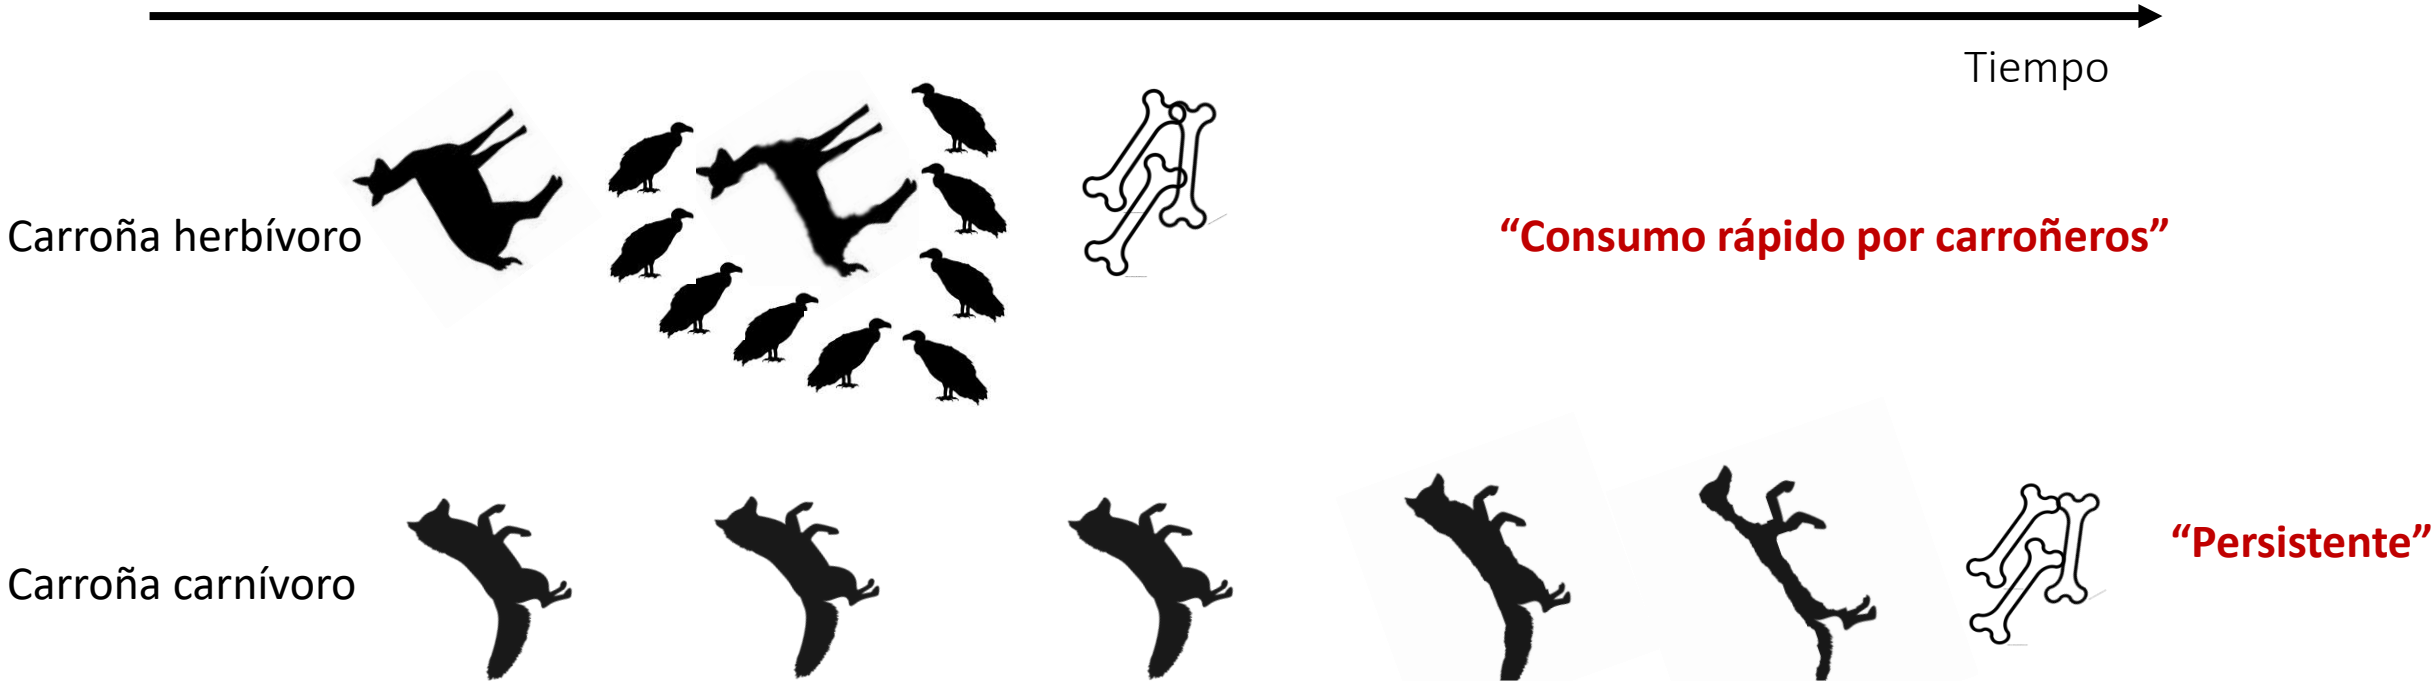 Tiempo
Carroña herbívoro
“Consumo rápido por carroñeros”
Carroña carnívoro
“Persistente”